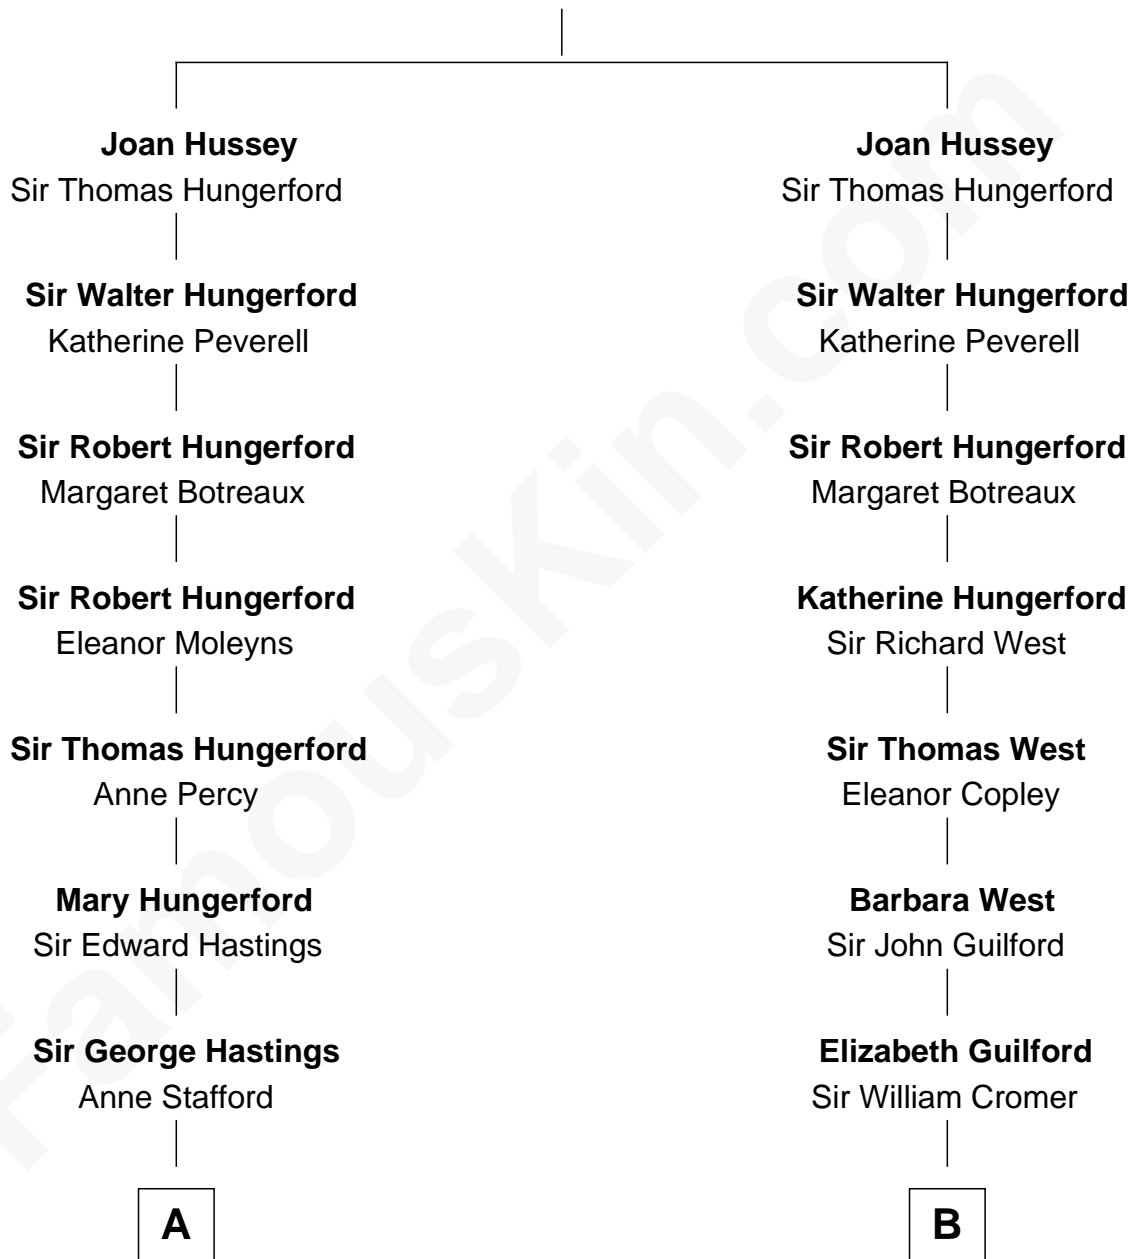 Joan Hussey
Sir Thomas Hungerford
Sir Walter Hungerford
Katherine Peverell
Sir Robert Hungerford
Margaret Botreaux
Sir Robert Hungerford
Eleanor Moleyns
Sir Thomas Hungerford
Anne Percy
Mary Hungerford
Sir Edward Hastings
Sir George Hastings
Anne Stafford
A
Joan Hussey
Sir Thomas Hungerford
Sir Walter Hungerford
Katherine Peverell
Sir Robert Hungerford
Margaret Botreaux
Katherine Hungerford
Sir Richard West
Sir Thomas West
Eleanor Copley
Barbara West
Sir John Guilford
Elizabeth Guilford
Sir William Cromer
B
FamousKin.com